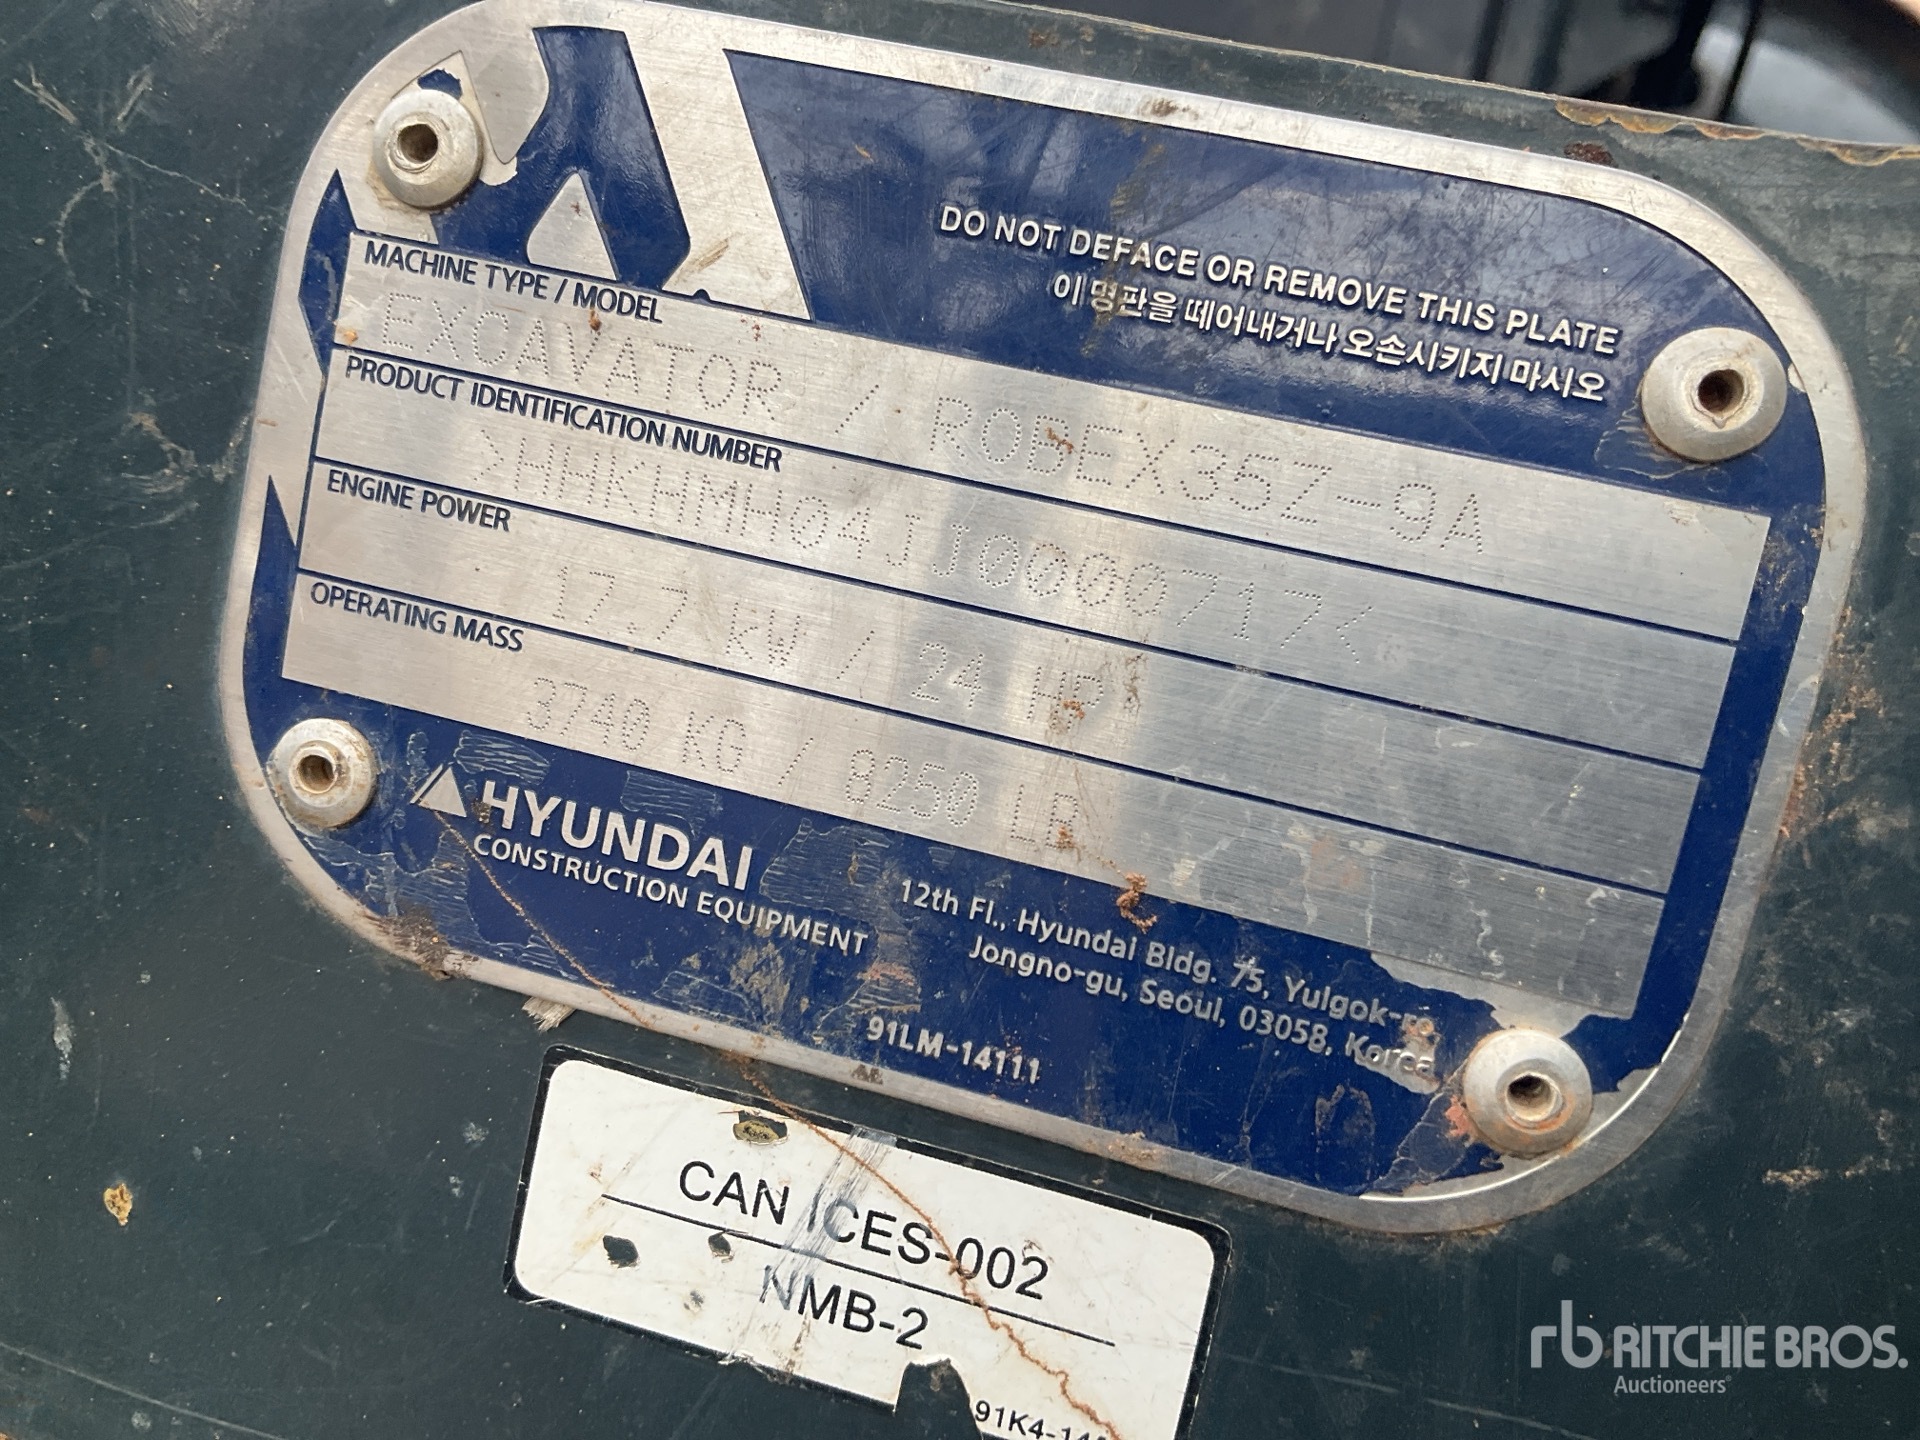 DO NOT DEFACE OR REMOVE THIS PLATE
이 명판을 떼어내거나 오손시키지 마시오
MACHINE TYPE / MODEL
EXCAVATOR / ROBEX35Z-9A
PRODUCT IDENTIFICATION NUMBER
>HHKHMH04JJ0000717<
ENGINE POWER
17.7 KW / 24 HP
OPERATING MASS
3740 KG / 8250 LB
HYUNDAI
CONSTRUCTION EQUIPMENT
12th Fl., Hyundai Bldg. 75, Yulgok-ro
Jongno-gu, Seoul, 03058, Korea
91LM-14111
CAN ICES-002
NMB-2
rb RITCHIE BROS.
Auctioneers